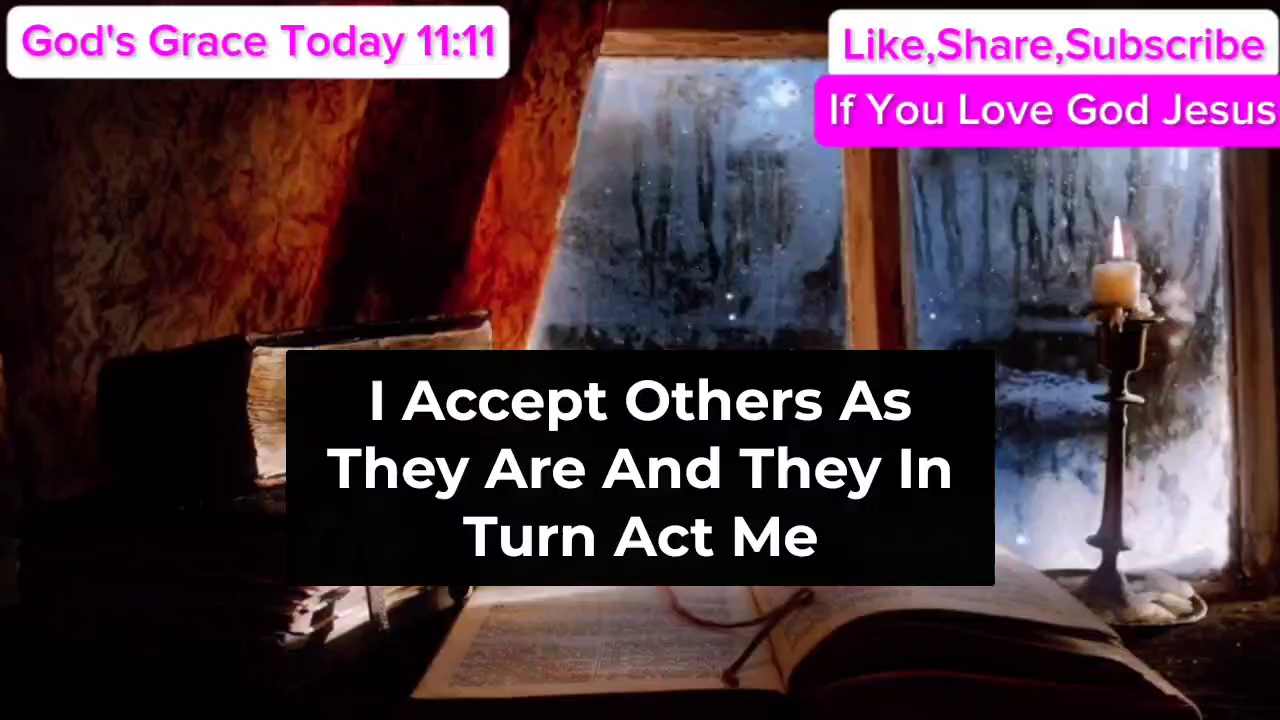 God's Grace Today 11:11
Like,Share,Subscribe
If You Love God Jesus
I Accept Others As
They Are And They In
Turn Act Me